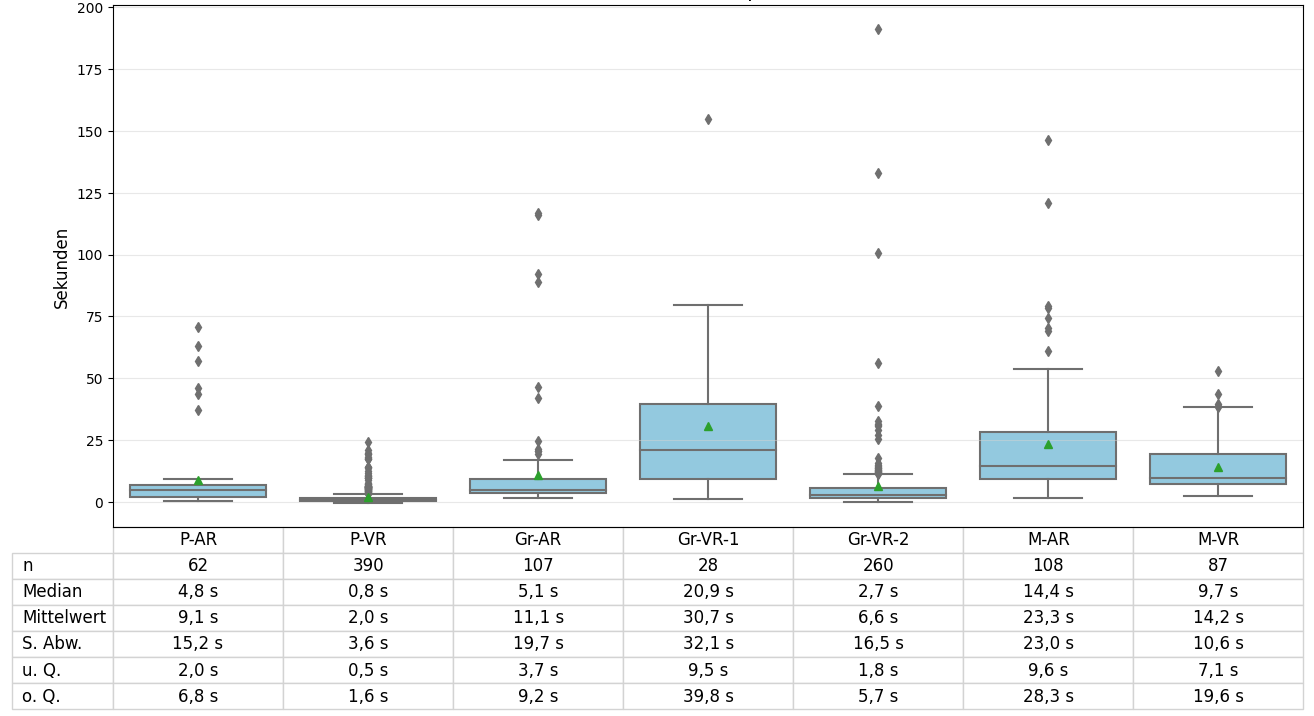 200
175
150
125
100
75
50
25
0
Sekunden
P-AR P-VR Gr-AR Gr-VR-1 Gr-VR-2 M-AR M-VR
n 62 390 107 28 260 108 87
Median 4,8 s 0,8 s 5,1 s 20,9 s 2,7 s 14,4 s 9,7 s
Mittelwert 9,1 s 2,0 s 11,1 s 30,7 s 6,6 s 23,3 s 14,2 s
S. Abw. 15,2 s 3,6 s 19,7 s 32,1 s 16,5 s 23,0 s 10,6 s
u. Q. 2,0 s 0,5 s 3,7 s 9,5 s 1,8 s 9,6 s 7,1 s
o. Q. 6,8 s 1,6 s 9,2 s 39,8 s 5,7 s 28,3 s 19,6 s